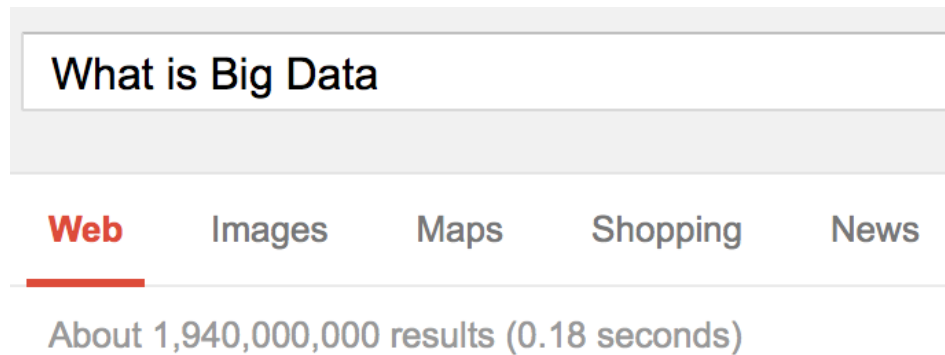 What is Big Data
Web Images Maps Shopping News
About 1,940,000,000 results (0.18 seconds)